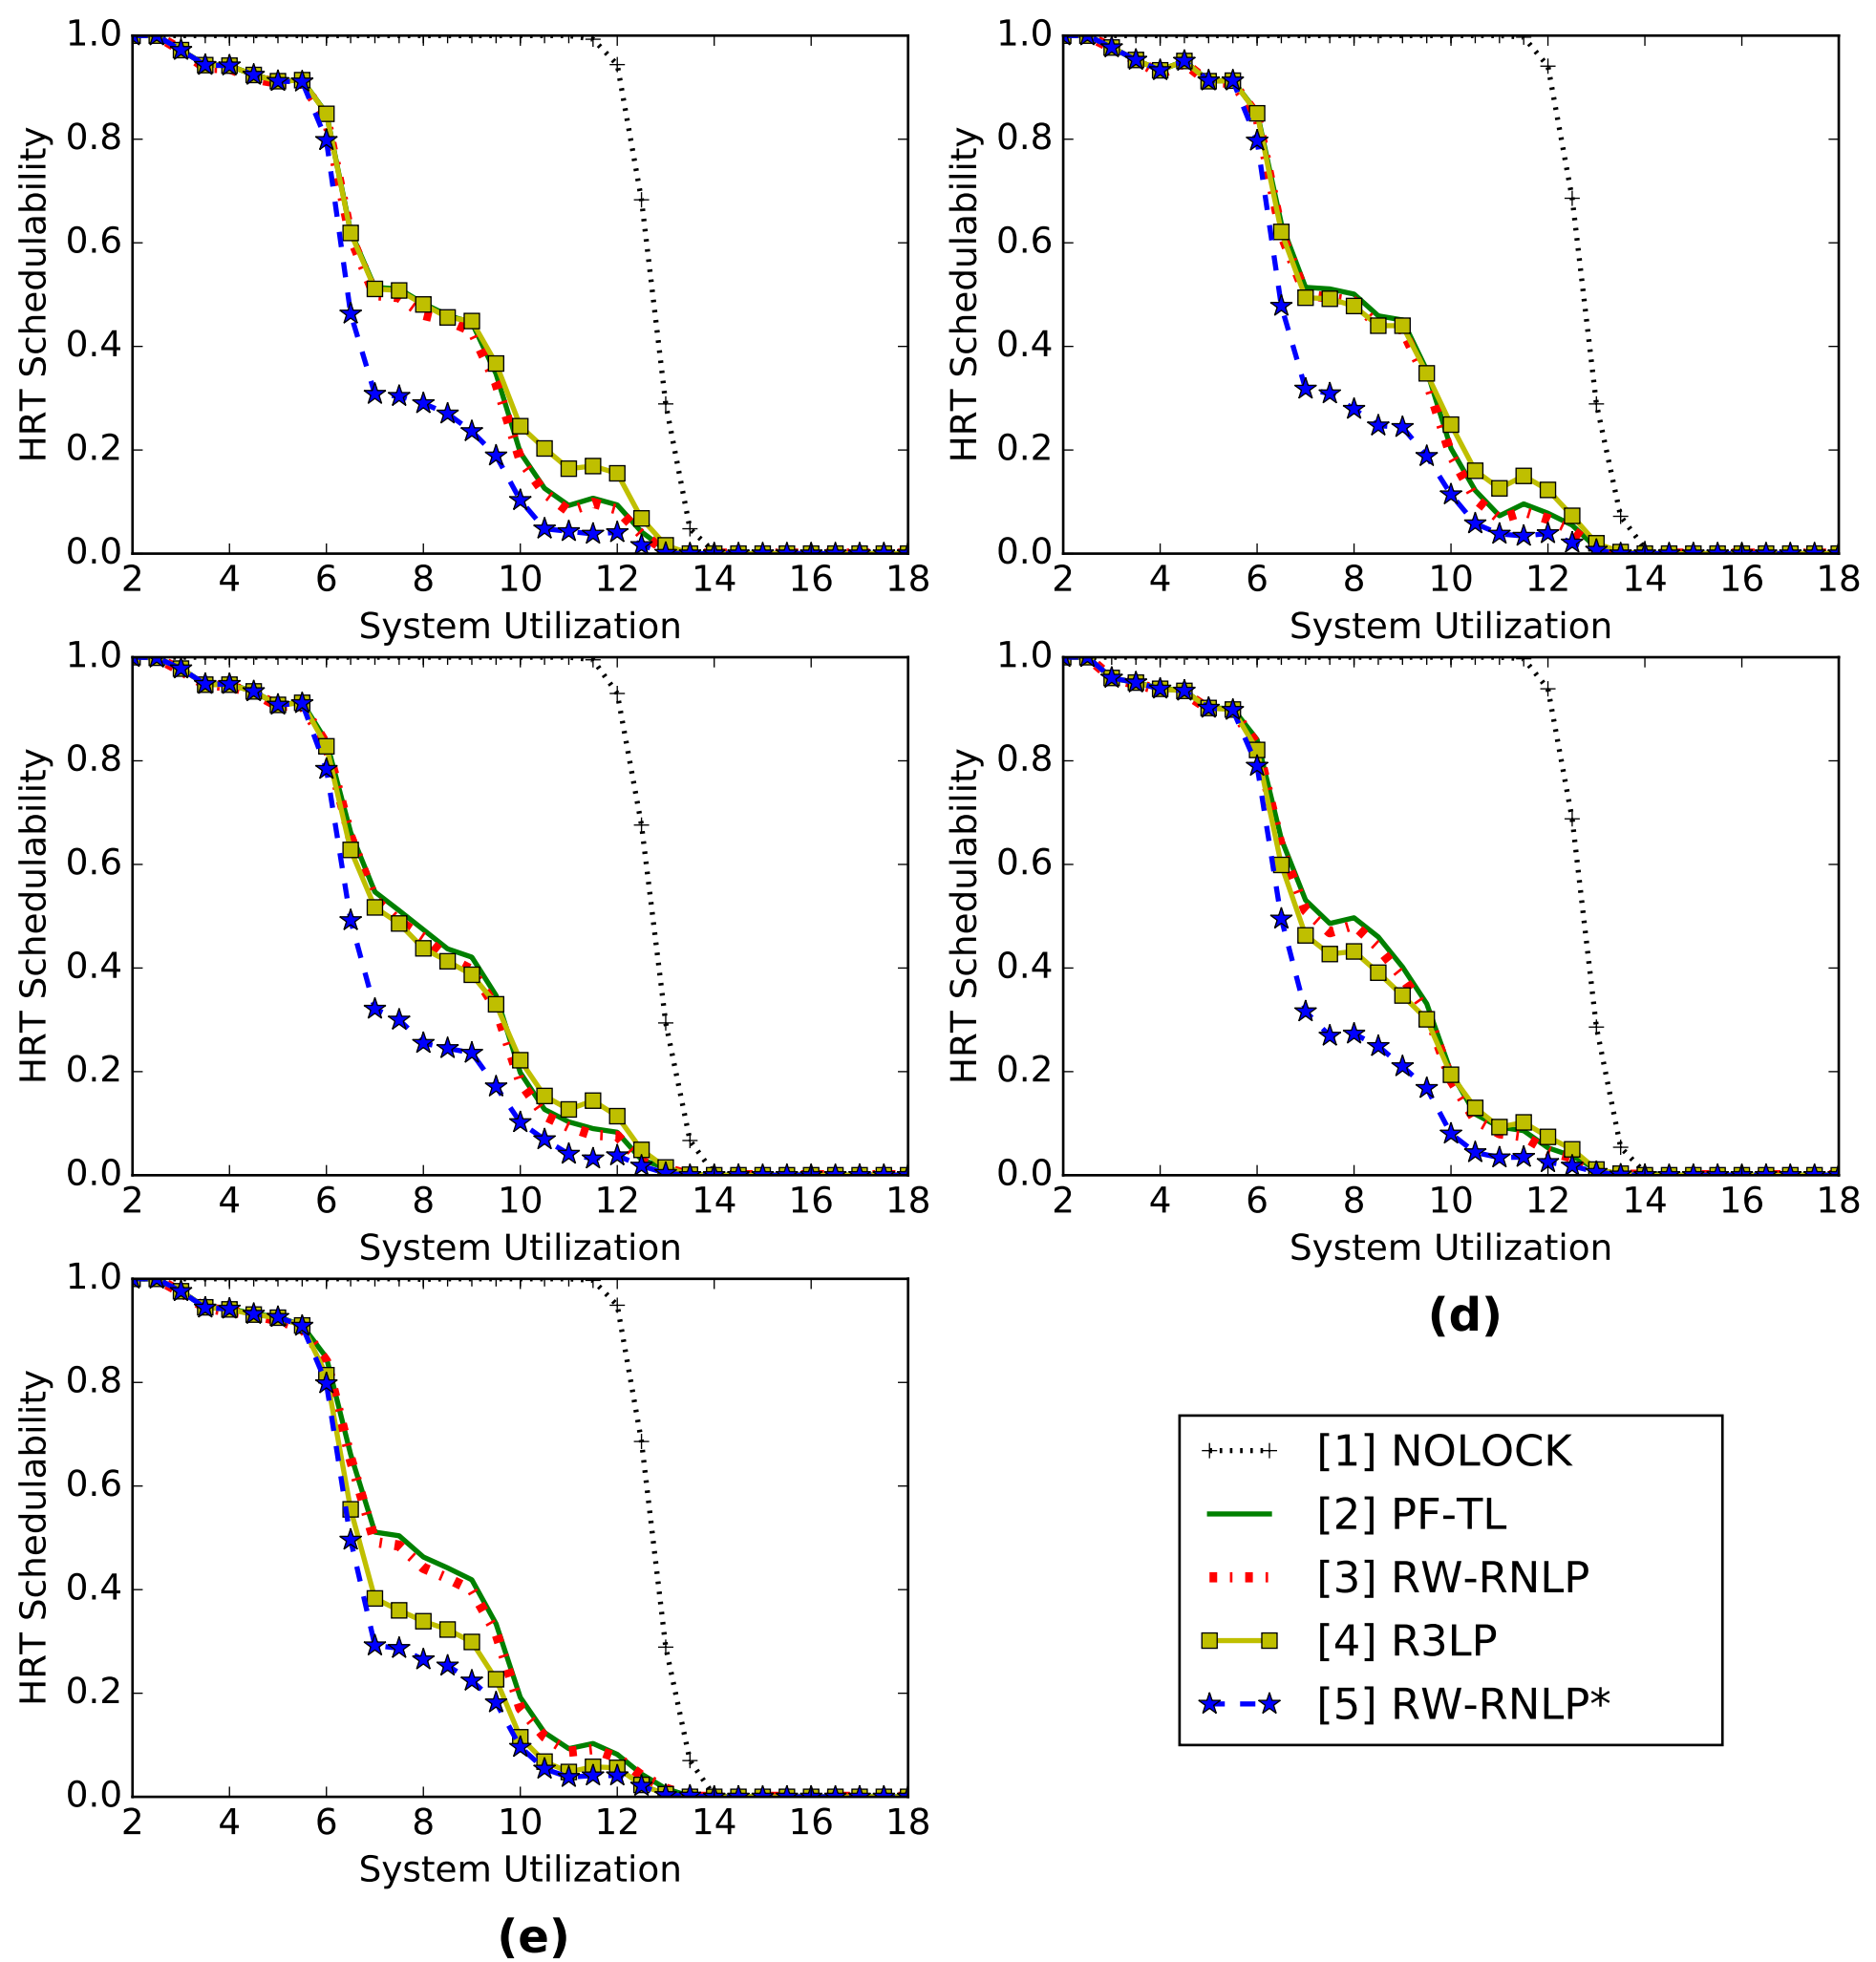 1.0
0.8
0.6
0.4
0.2
0.0
HRT Schedulability
2 4 6 8 10 12 14 16 18
System Utilization
1.0
0.8
0.6
0.4
0.2
0.0
HRT Schedulability
2 4 6 8 10 12 14 16 18
System Utilization
1.0
0.8
0.6
0.4
0.2
0.0
HRT Schedulability
2 4 6 8 10 12 14 16 18
System Utilization
1.0
0.8
0.6
0.4
0.2
0.0
HRT Schedulability
2 4 6 8 10 12 14 16 18
System Utilization
(d)
1.0
0.8
0.6
0.4
0.2
0.0
HRT Schedulability
2 4 6 8 10 12 14 16 18
System Utilization
(e)
[1] NOLOCK
[2] PF-TL
[3] RW-RNLP
[4] R3LP
[5] RW-RNLP*